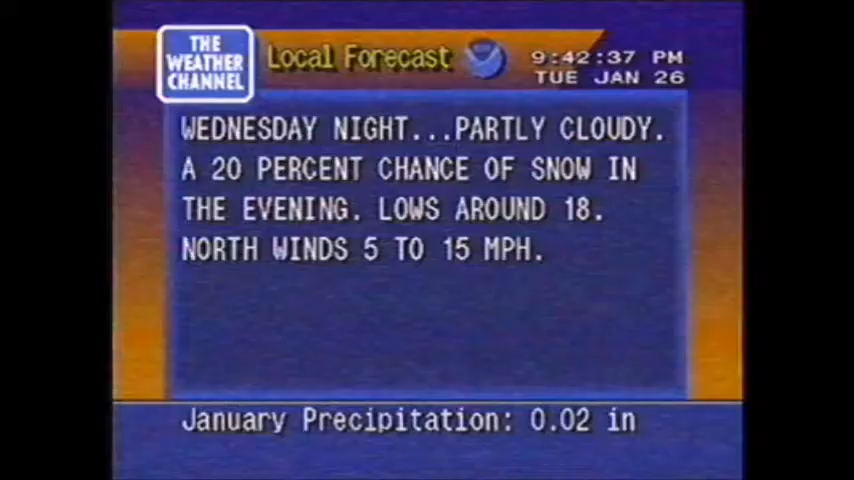 THE
WEATHER
CHANNEL
Local Forecast
9:42:37 PM
TUE JAN 26
WEDNESDAY NIGHT...PARTLY CLOUDY.
A 20 PERCENT CHANCE OF SNOW IN
THE EVENING. LOWS AROUND 18.
NORTH WINDS 5 TO 15 MPH.
January Precipitation: 0.02 in